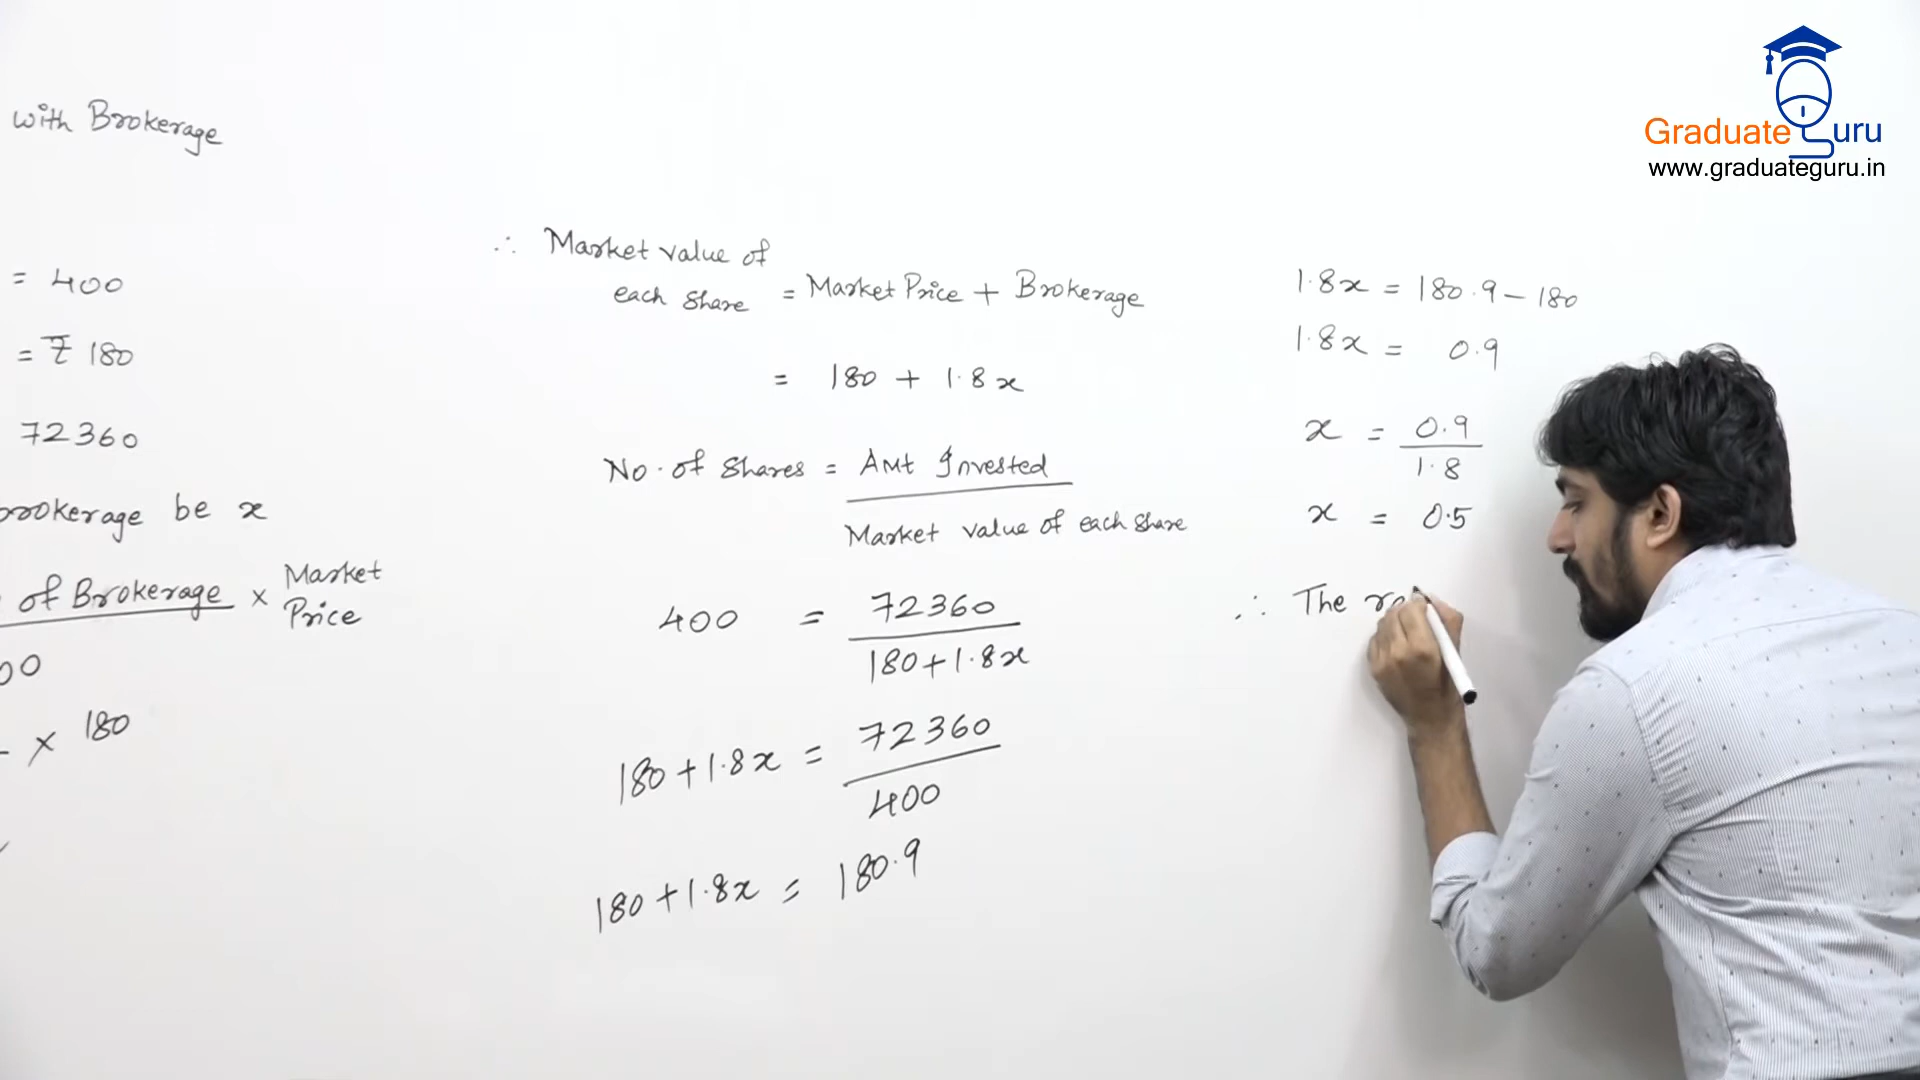 with Brokerage
= 400
= ₹ 180
72360
brokerage be x
of Brokerage × Market Price
00
× 180
∴ Market value of
each share = Market Price + Brokerage
= 180 + 1.8x
No. of shares = Amt Invested
Market value of each share
400 = 72360
180+1.8x
180+1.8x = 72360
400
180+1.8x = 180.9
1.8x = 180.9 - 180
1.8x = 0.9
x = 0.9
1.8
x = 0.5
∴ The
Graduate Guru
www.graduateguru.in